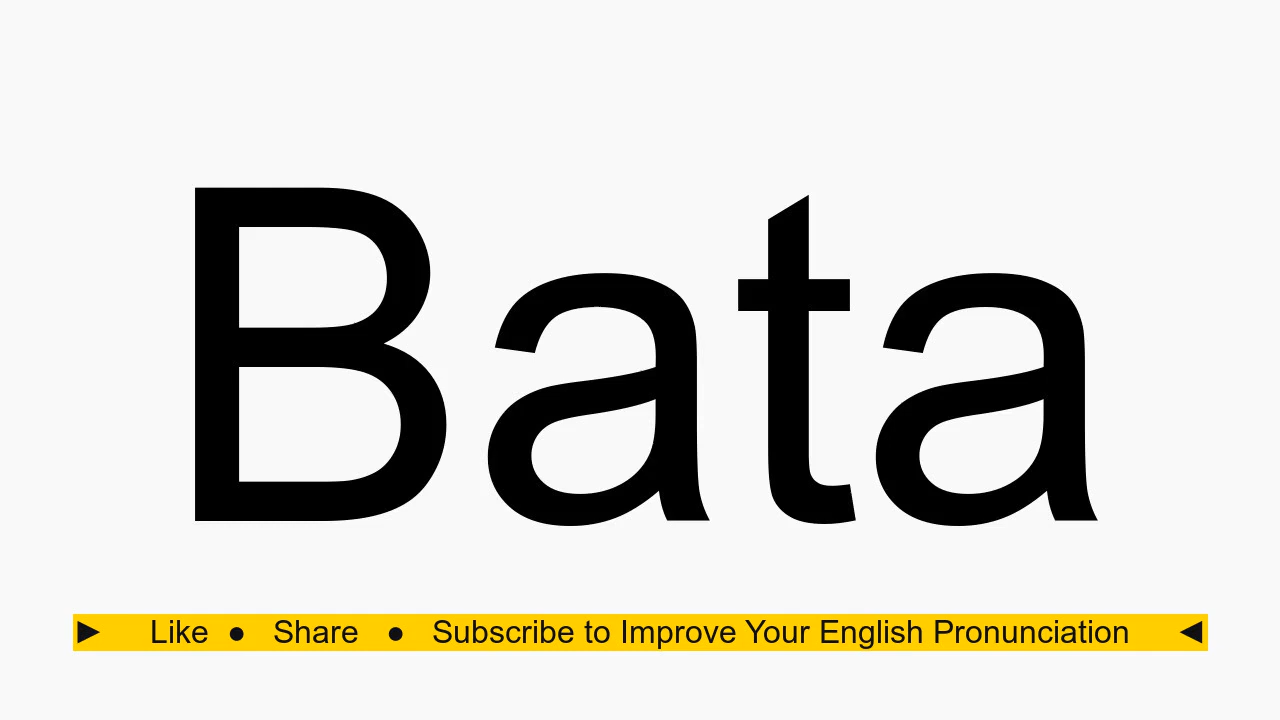 Bata
► Like ● Share ● Subscribe to Improve Your English Pronunciation ◄